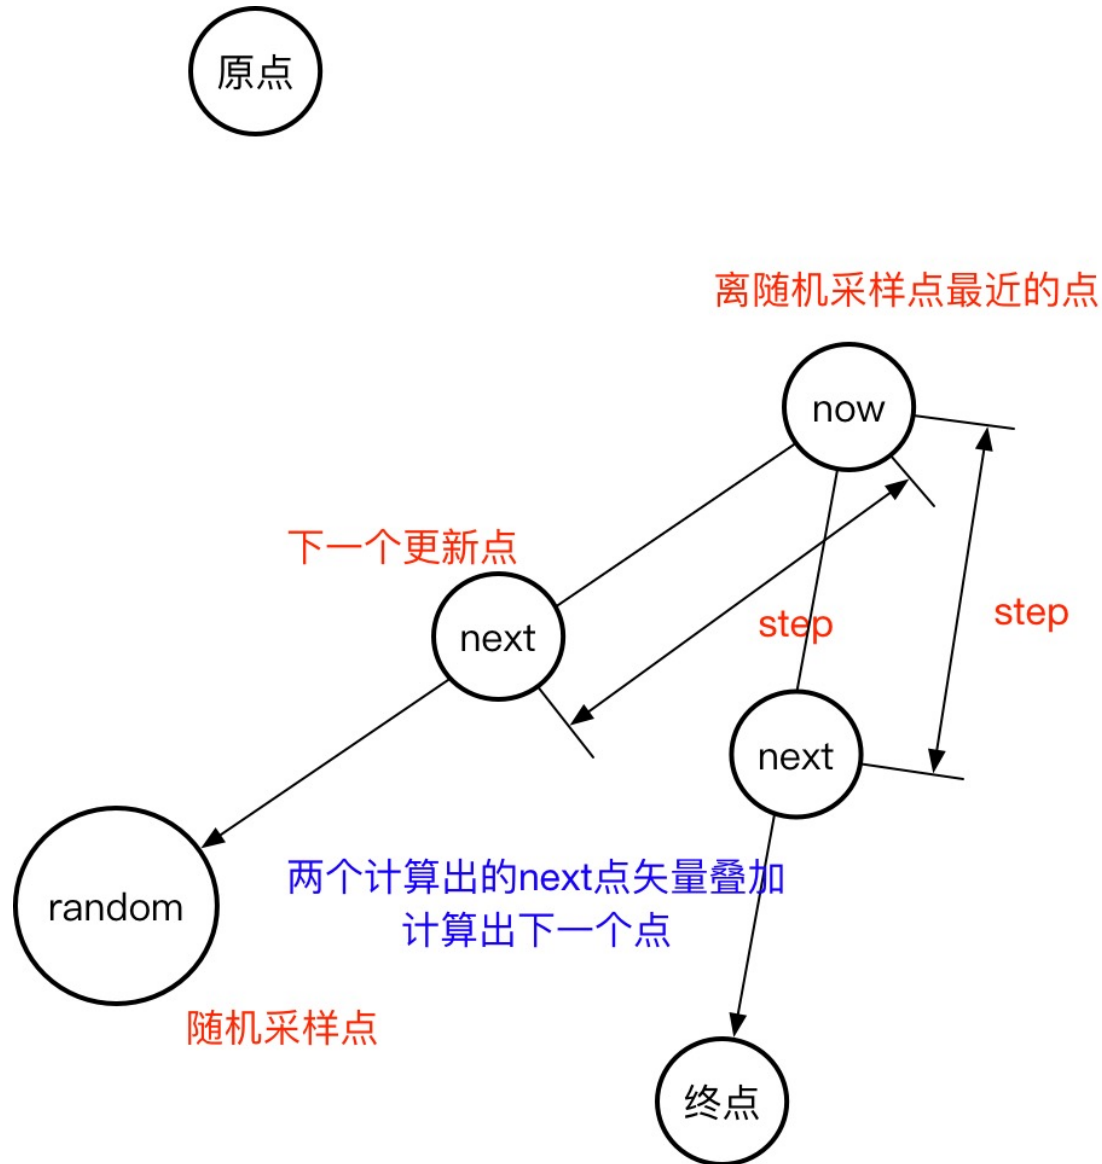 原点
离随机采样点最近的点
now
下一个更新点
next
step
step
next
两个计算出的next点矢量叠加
计算出下一个点
random
随机采样点
终点